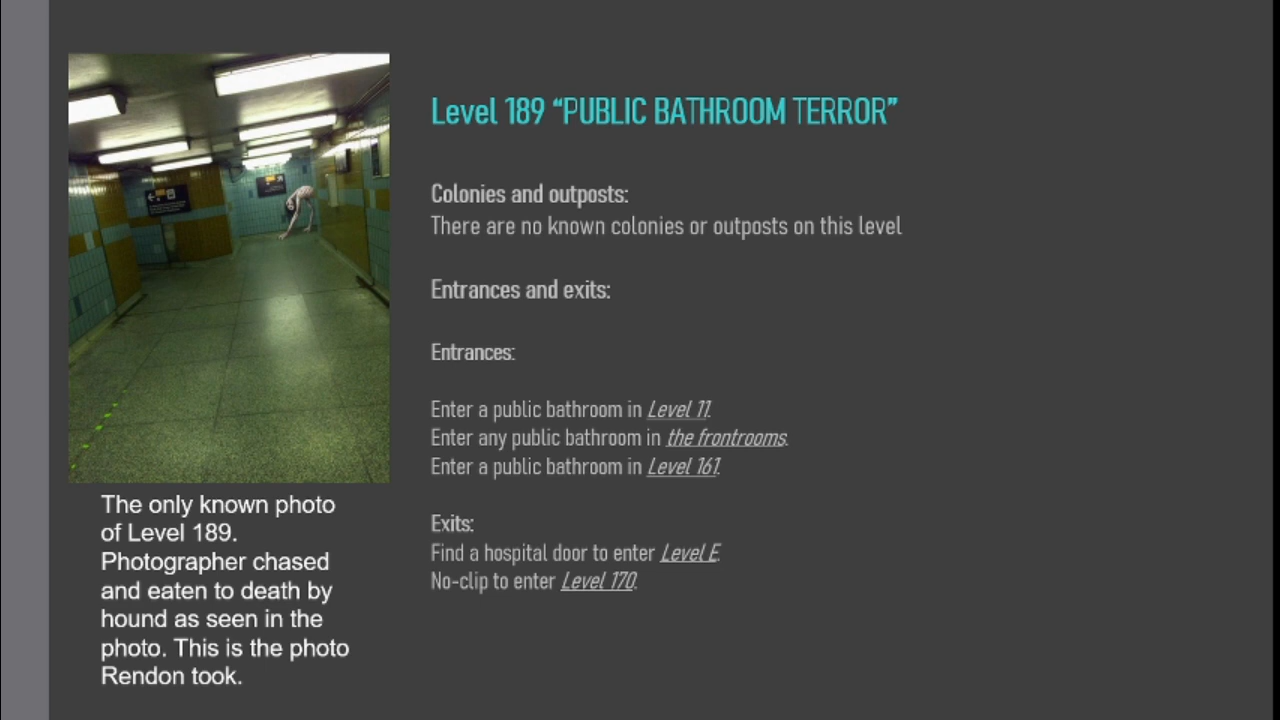 Level 189 “PUBLIC BATHROOM TERROR”
Colonies and outposts:
There are no known colonies or outposts on this level
Entrances and exits:
Entrances:
Enter a public bathroom in Level 11.
Enter any public bathroom in the frontrooms.
Enter a public bathroom in Level 161.
Exits:
Find a hospital door to enter Level E.
No-clip to enter Level 170.
The only known photo
of Level 189.
Photographer chased
and eaten to death by
hound as seen in the
photo. This is the photo
Rendon took.